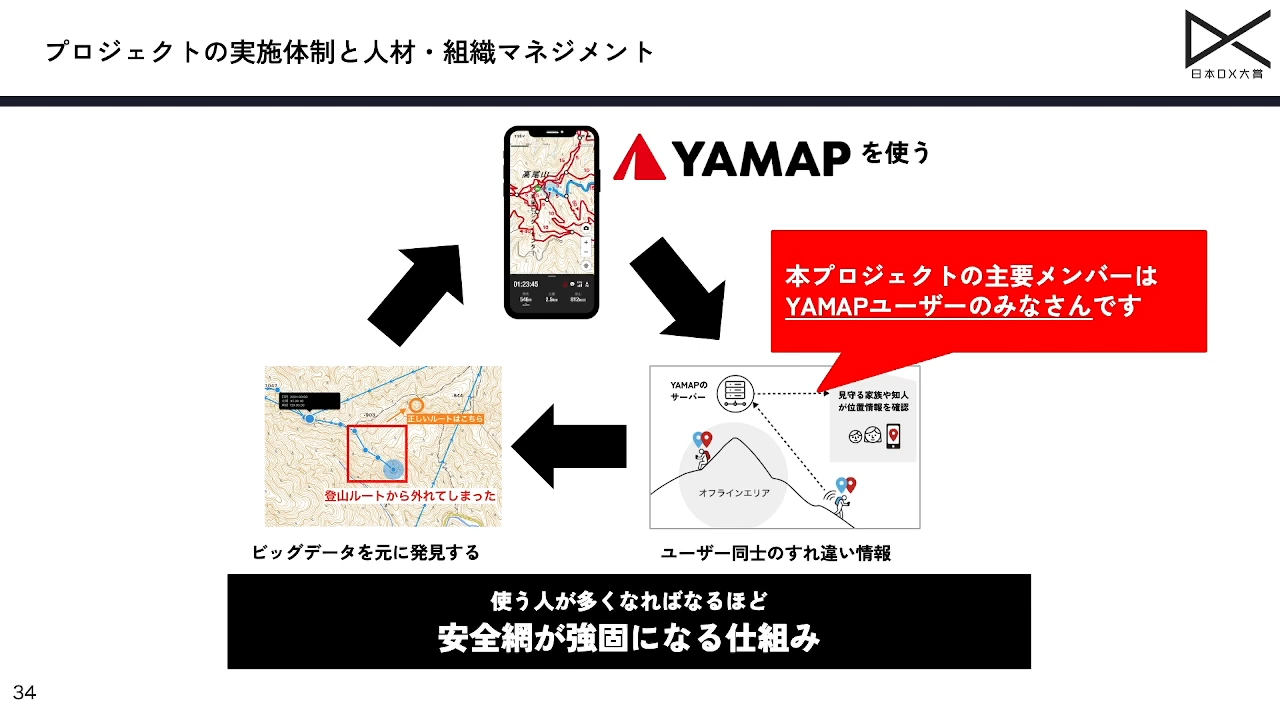 プロジェクトの実施体制と人材・組織マネジメント
日本DX大賞
YAMAPを使う
高尾山
01:23:45
本プロジェクトの主要メンバーは
YAMAPユーザーのみなさんです
1047
-903
-844
正しいルートはこちら
登山ルートから外れてしまった
YAMAPの
サーバー
見守る家族や知人
が位置情報を確認
オフラインエリア
ビッグデータを元に発見する
ユーザー同士のすれ違い情報
使う人が多くなればなるほど
安全網が強固になる仕組み
34